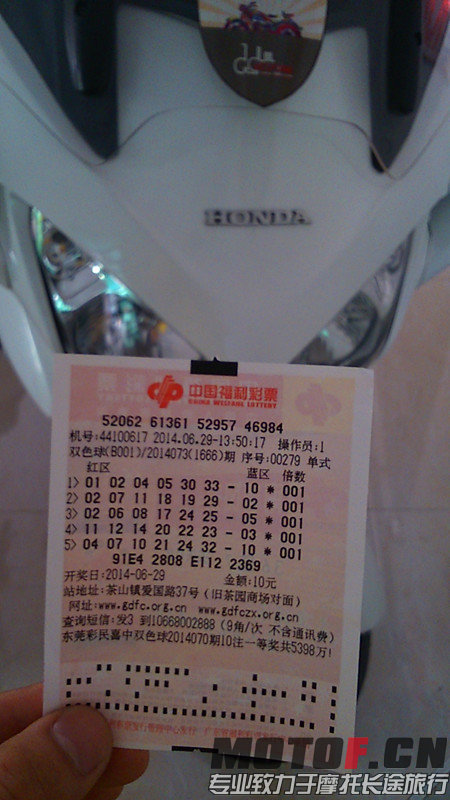 HONDA
中国福利彩票
CHINA WELFARE LOTTERY
52062 61361 52957 46984
机号:44100617 2014.06.29-13:50:17 操作员:1
双色球(B001)/2014073(1666)期 序号:00279 单式
红区 蓝区 倍数
1> 01 02 04 05 30 33 - 10 * 001
2> 02 07 11 18 19 29 - 02 * 001
3> 02 06 08 17 24 25 - 05 * 001
4> 11 12 14 20 22 23 - 03 * 001
5> 04 07 10 21 24 32 - 10 * 001
91E4 2808 E112 2369
开奖日:2014-06-29 金额:10元
站地址:茶山镇爱国路37号 (旧茶园商场对面)
网址:www.gdfc.org.cn www.gdfczx.org.cn
查询短信:发3 到10668002888 (9角/次 不含通讯费)
东莞彩民喜中双色球2014070期10注一等奖共5398万!
MOTOF.CN
专业致力于摩托长途旅行